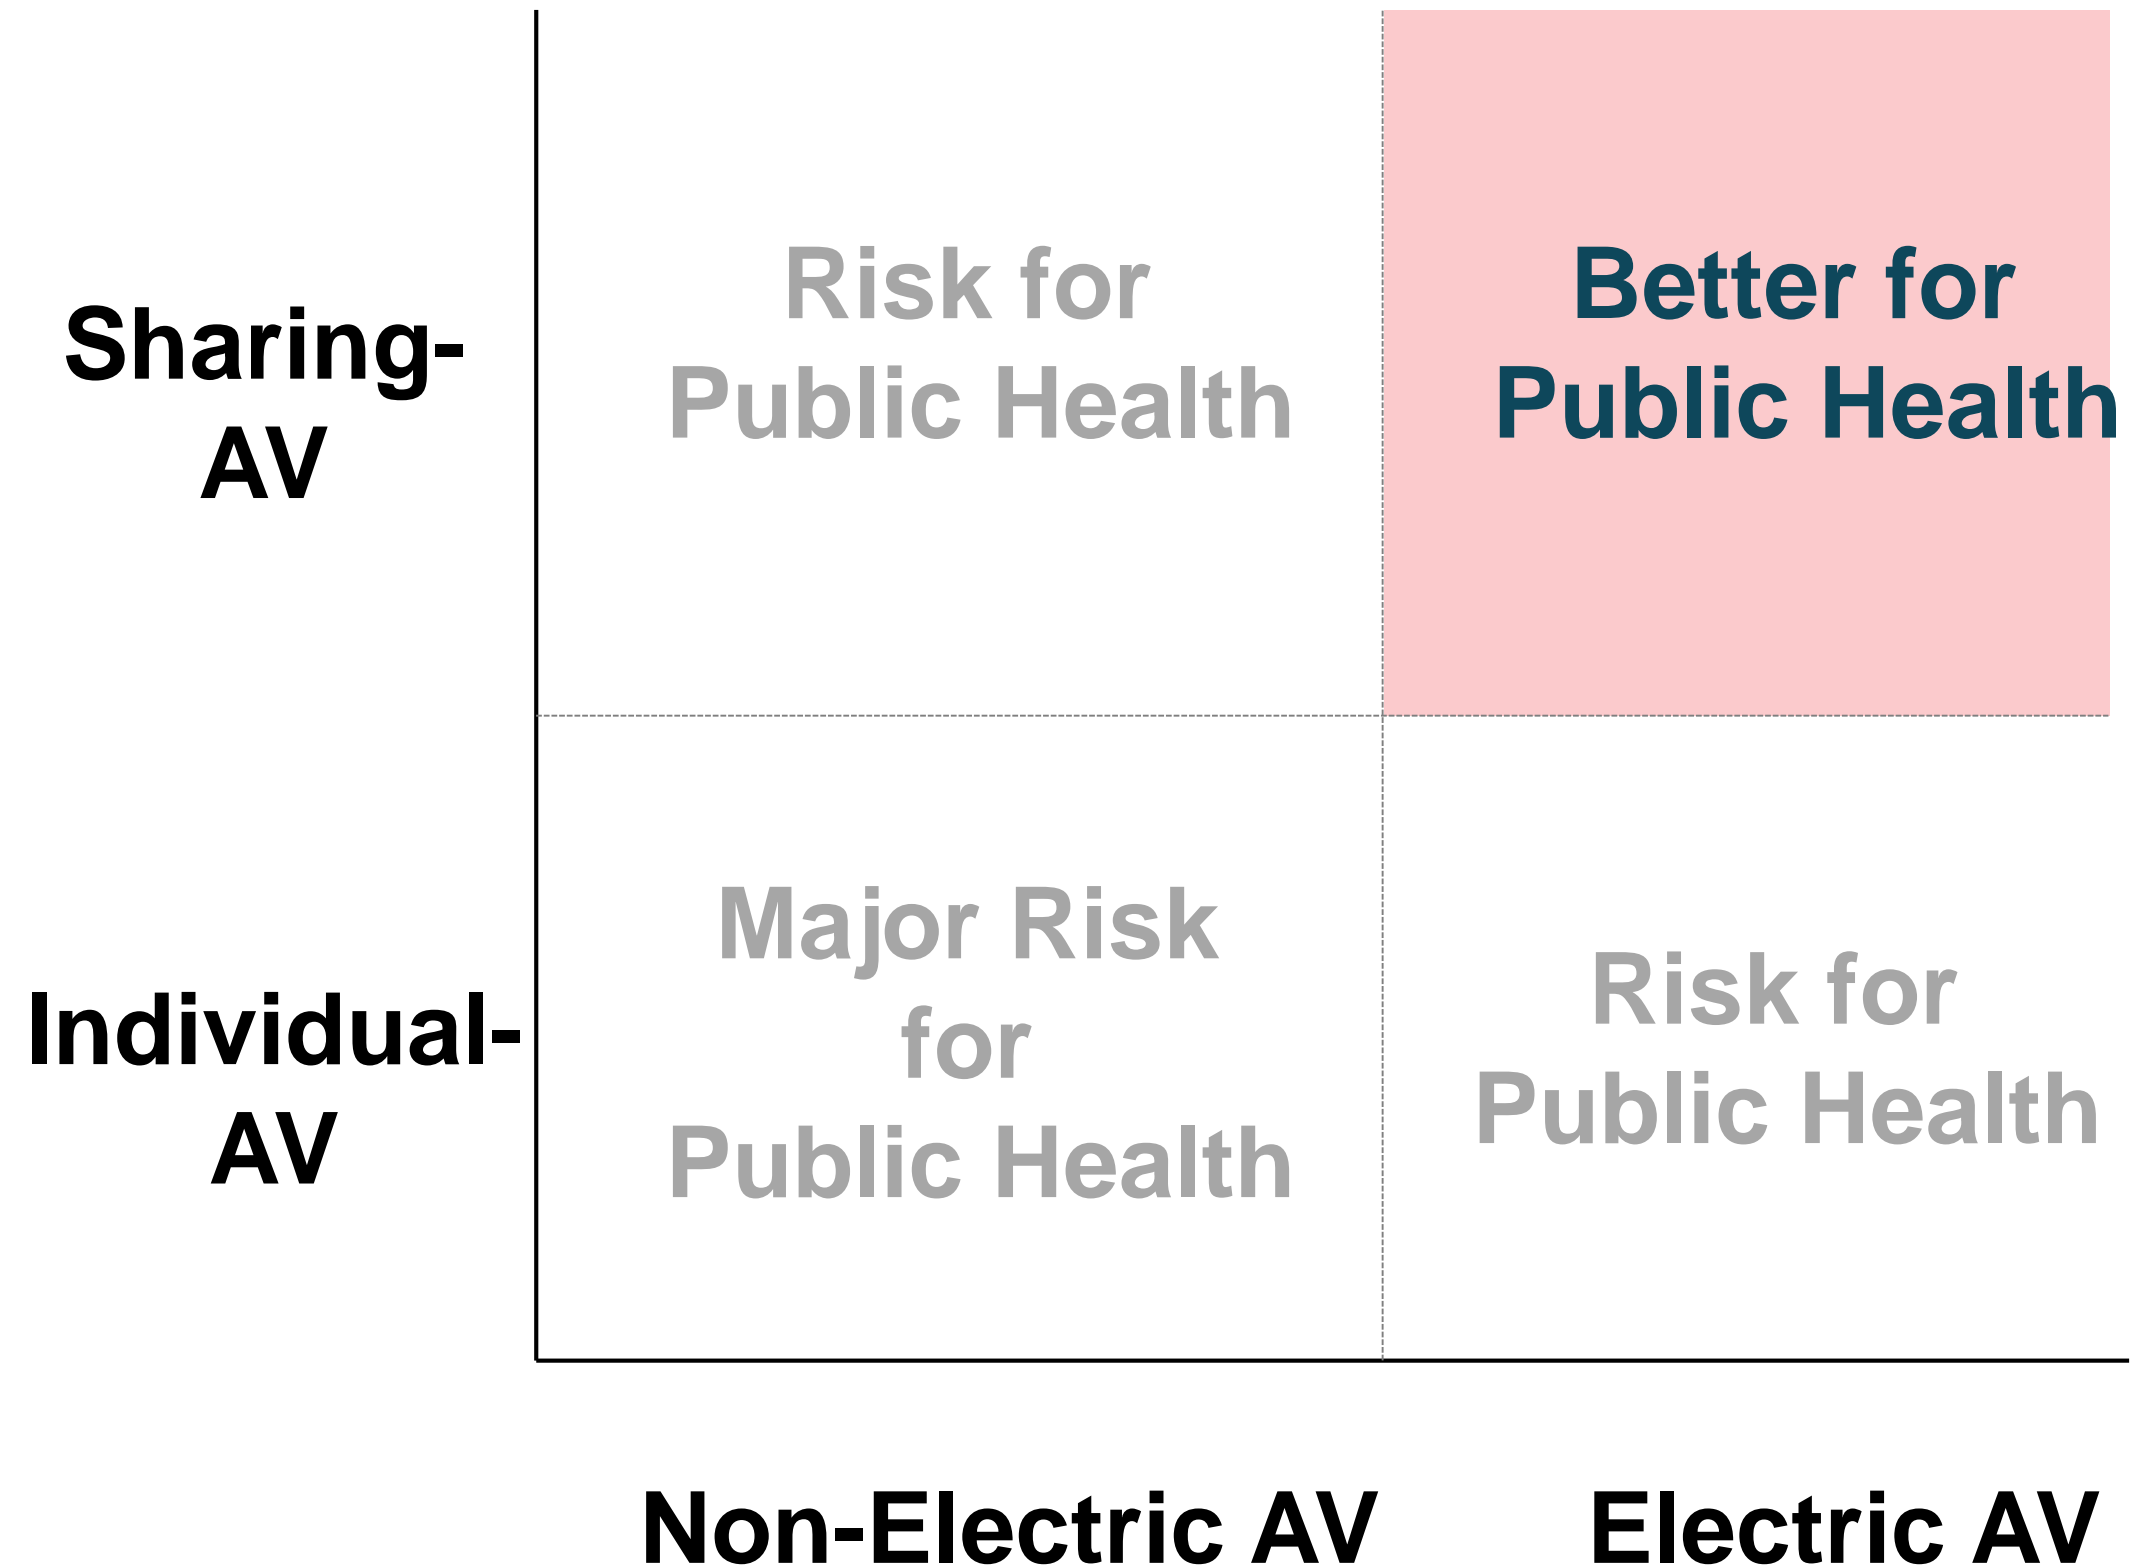 Sharing-
AV
Risk for
Public Health
Better for
Public Health
Individual-
AV
Major Risk
for
Public Health
Risk for
Public Health
Non-Electric AV
Electric AV